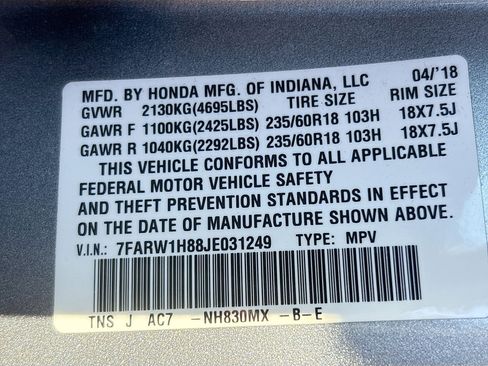 MFD. BY HONDA MFG. OF INDIANA, LLC 04/'18
GVWR 2130KG(4695LBS) TIRE SIZE RIM SIZE
GAWR F 1100KG(2425LBS) 235/60R18 103H 18X7.5J
GAWR R 1040KG(2292LBS) 235/60R18 103H 18X7.5J
THIS VEHICLE CONFORMS TO ALL APPLICABLE
FEDERAL MOTOR VEHICLE SAFETY
AND THEFT PREVENTION STANDARDS IN EFFECT
ON THE DATE OF MANUFACTURE SHOWN ABOVE.
V.I.N.: 7FARW1H88JE031249 TYPE: MPV
TNS J AC7 -NH830MX -B-E